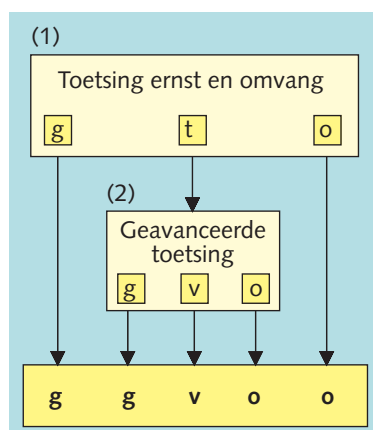 (1)
Toetsing ernst en omvang
g t o
(2)
Geavanceerde
toetsing
g v o
g g v o o